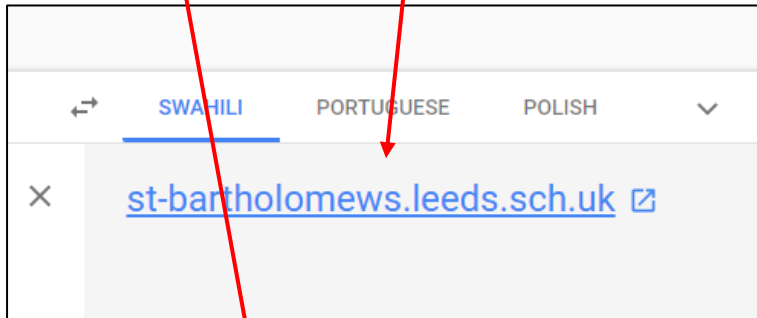 SWAHILI PORTUGUESE POLISH
st-bartholomews.leeds.sch.uk